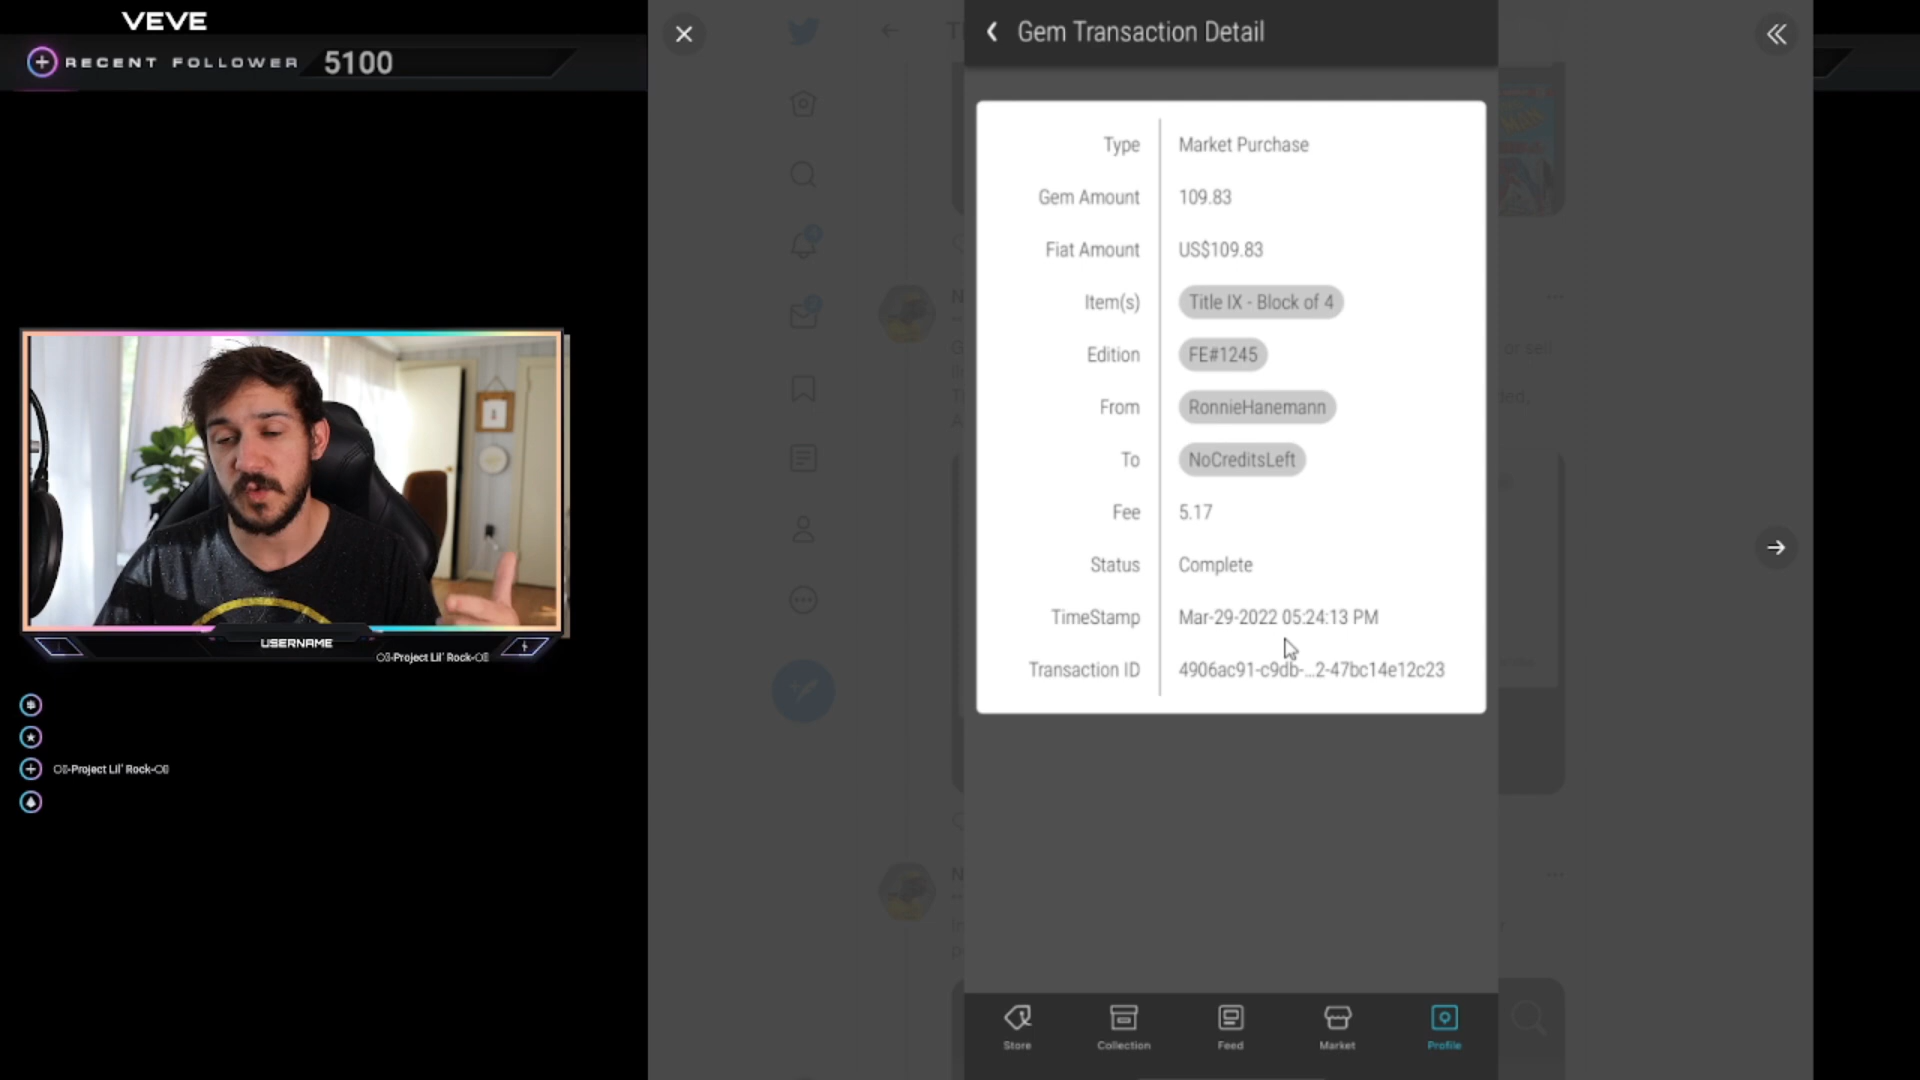 VEVE
RECENT FOLLOWER 5100
USERNAME
Project Lil' Rock
Project Lil' Rock
Gem Transaction Detail
Type Market Purchase
Gem Amount 109.83
Fiat Amount US$109.83
Item(s) Title IX - Block of 4
Edition FE#1245
From RonnieHanemann
To NoCreditsLeft
Fee 5.17
Status Complete
TimeStamp Mar-29-2022 05:24:13 PM
Transaction ID 4906ac91-c9db-...2-47bc14e12c23
or sell
Store Collection Feed Market Profile